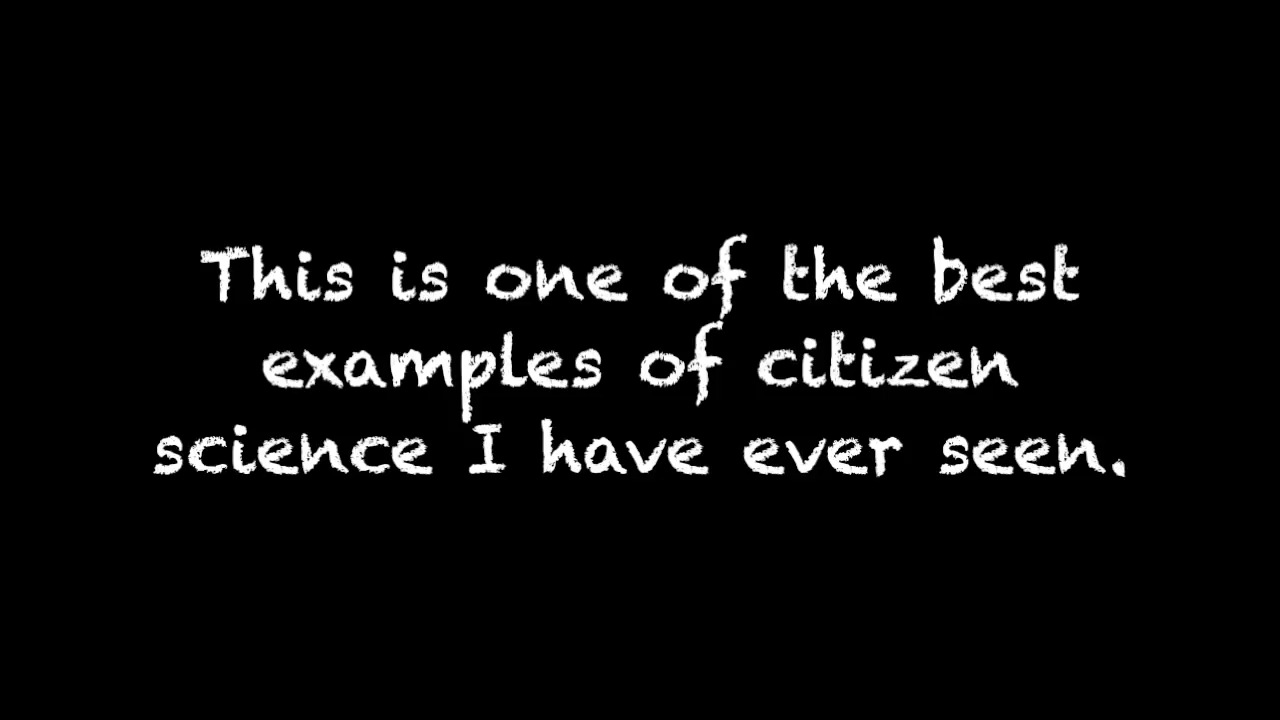 This is one of the best
examples of citizen
science I have ever seen.